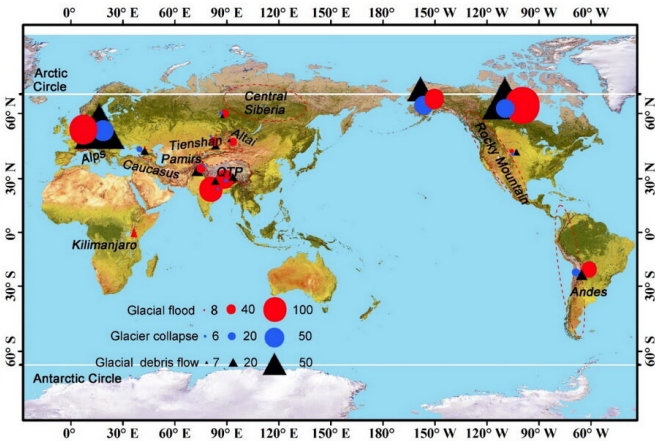 0° 30° E 60° E 90° E 120° E 150° E 180° E 150° W 120° W 90° W 60° W
Arctic
Circle
60° N 60° N
Central
Siberia
Altai
Tienshan
Alps
Pamirs
Caucasus
QTP
Rocky Mountain
30° N 30° N
0° 0°
Kilimanjaro
30° S 30° S
Andes
Glacial flood 8 40 100
Glacier collapse 6 20 50
Glacial debris flow 7 20 50
60° S 60° S
Antarctic Circle
0° 30° E 60° E 90° E 120° E 150° E 180° E 150° W 120° W 90° W 60° W